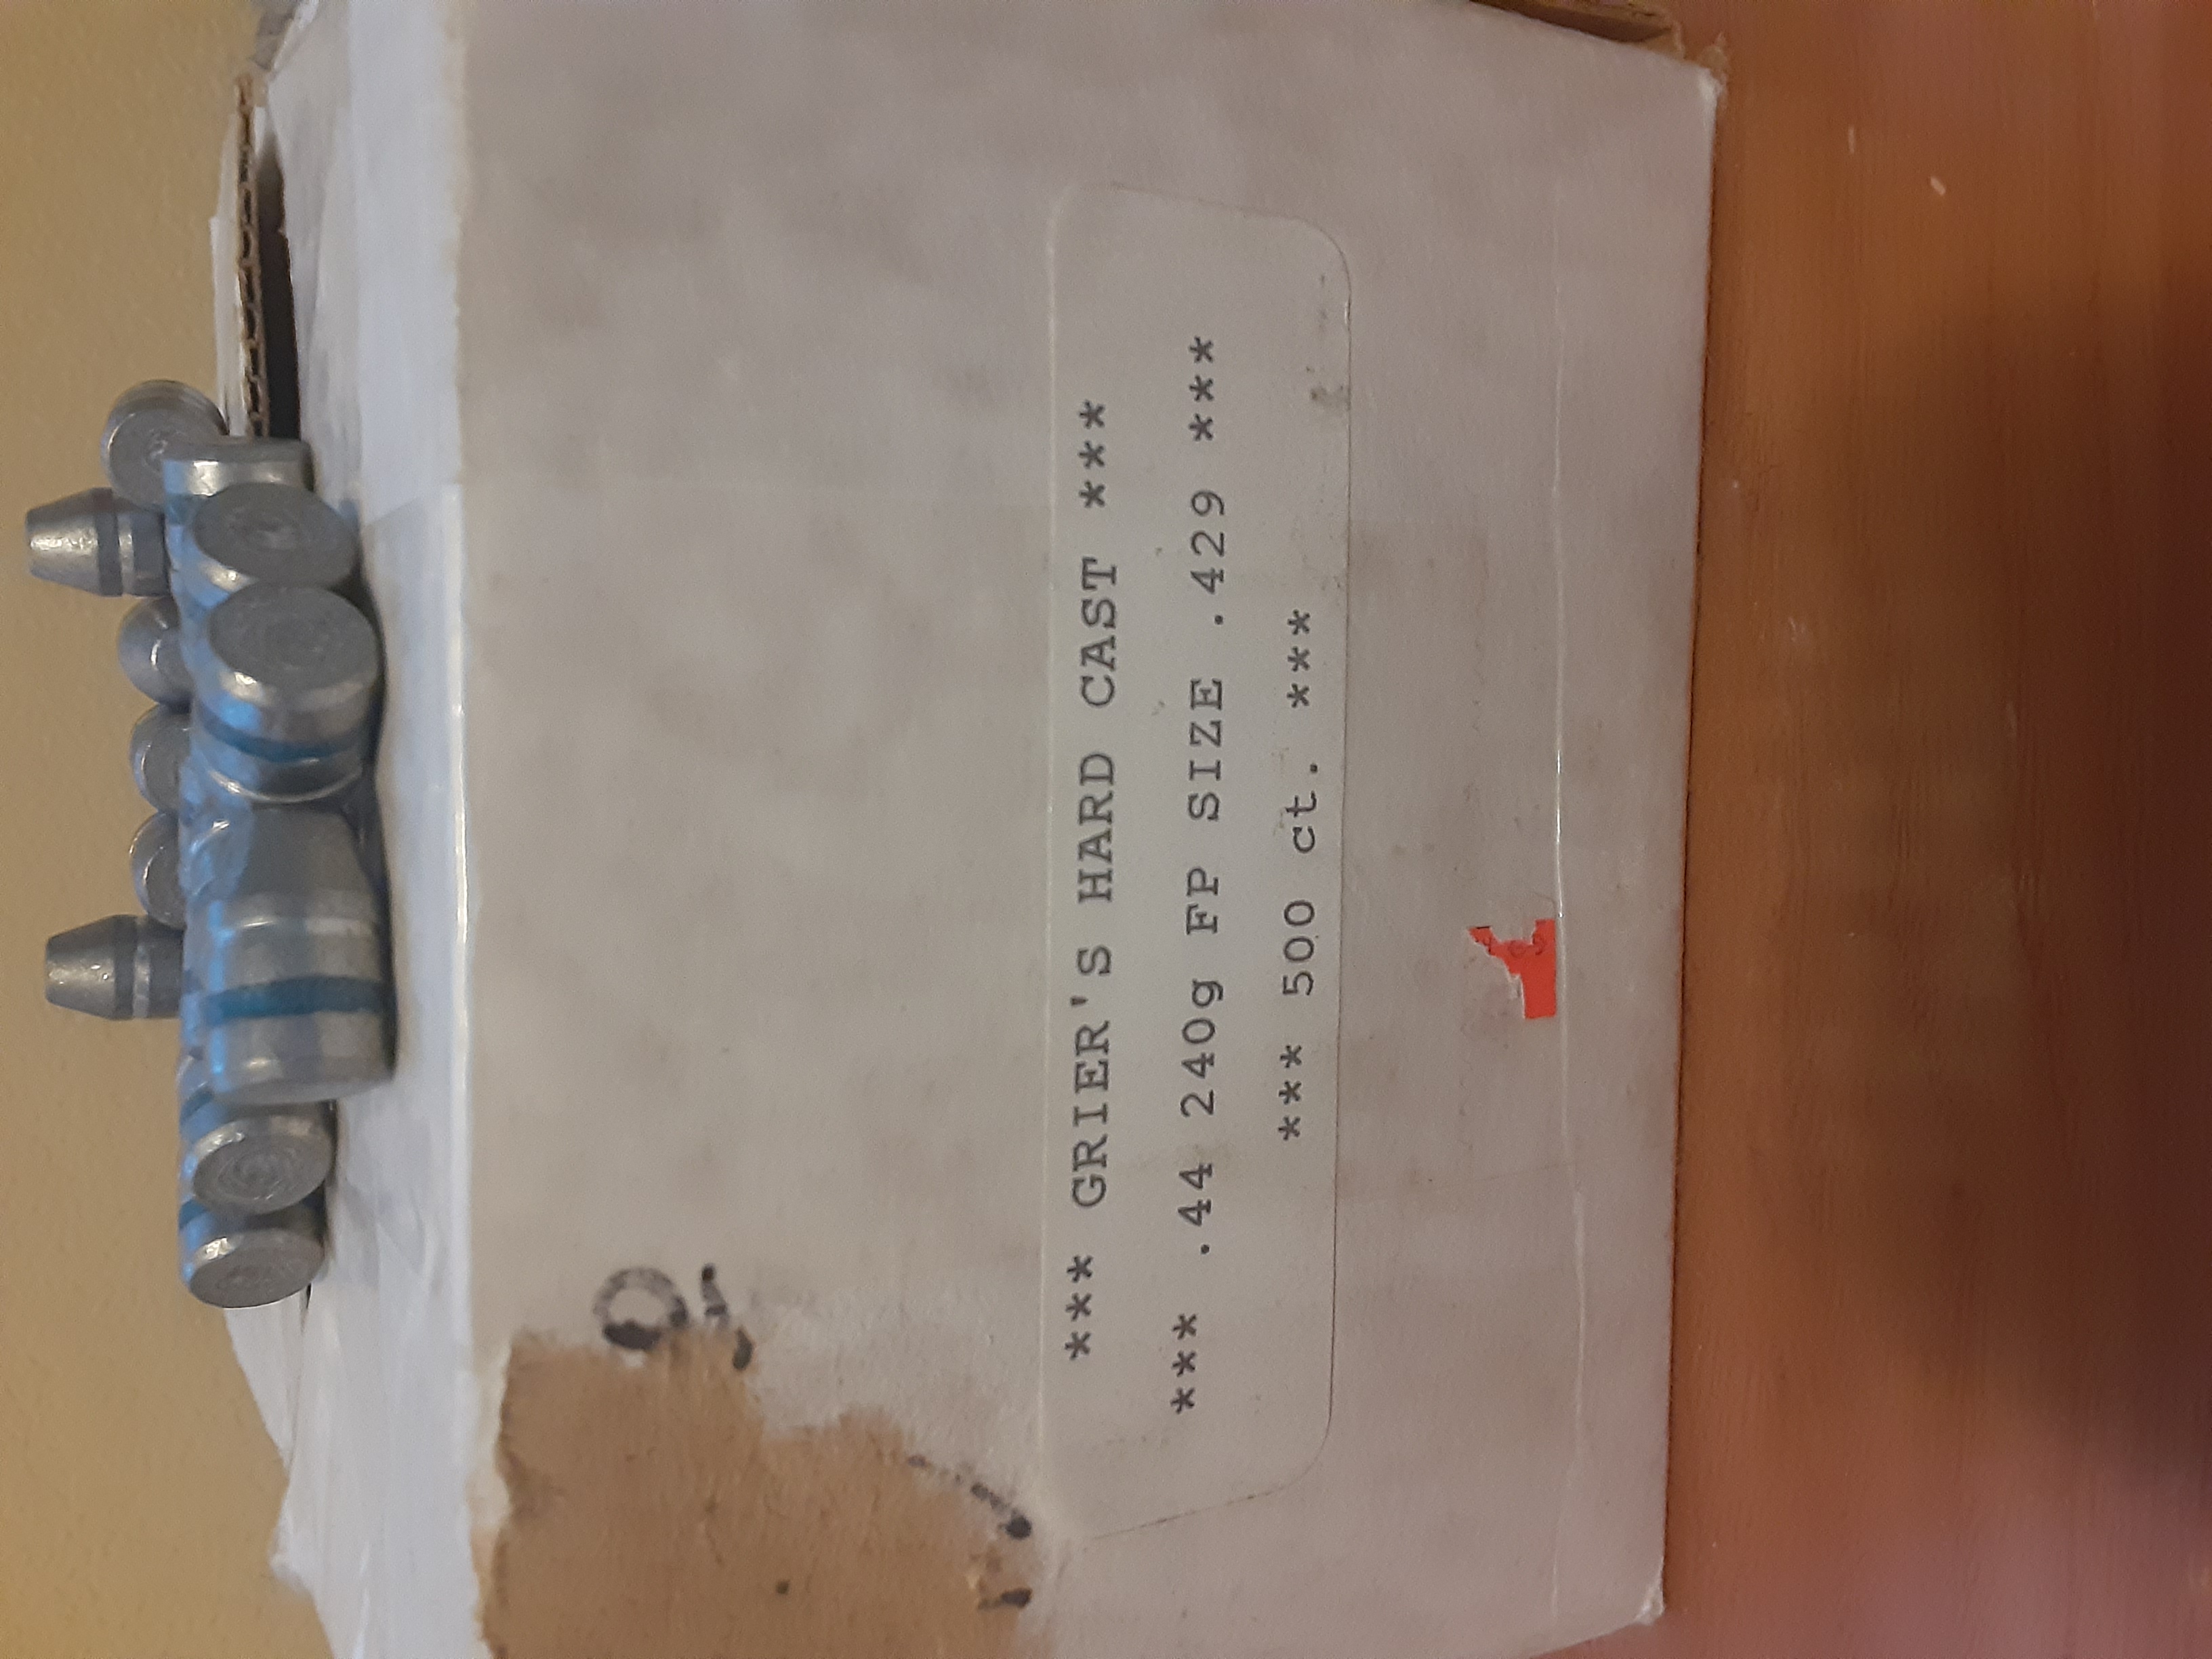 *** GRIER'S HARD CAST ***
*** .44 240g FP SIZE .429 ***
*** 500 ct. ***